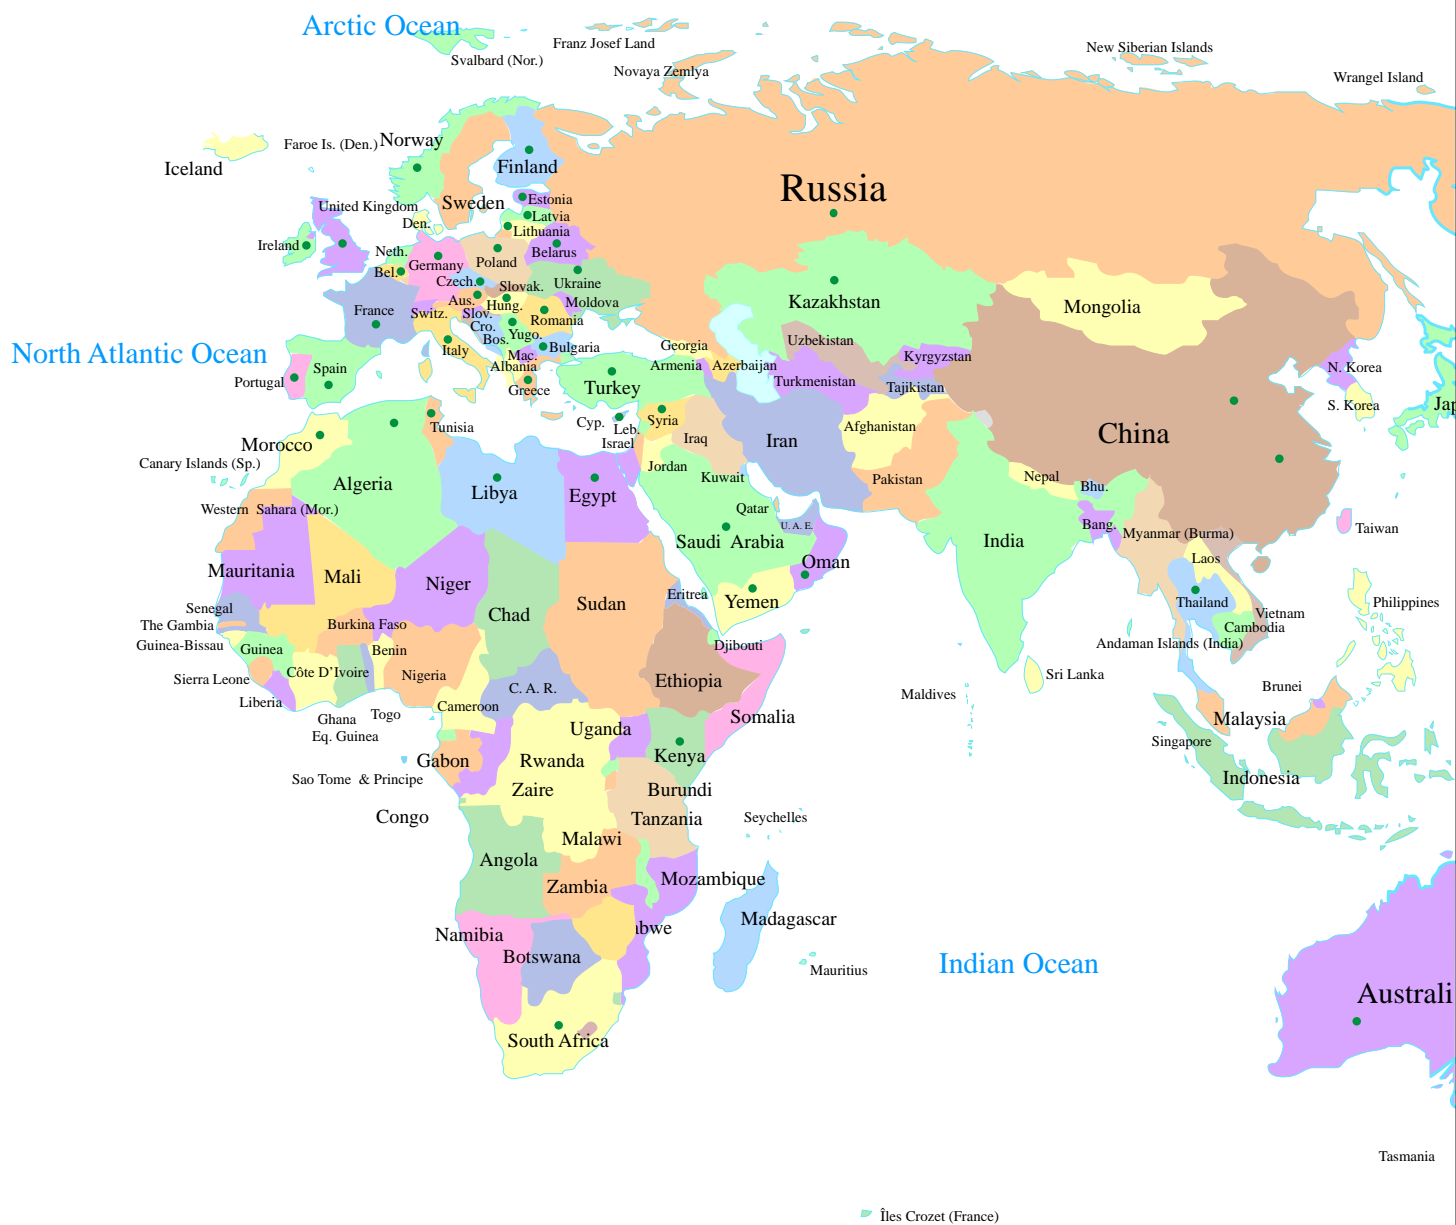 Arctic Ocean
Svalbard (Nor.)
Franz Josef Land
Novaya Zemlya
New Siberian Islands
Wrangel Island
Iceland
Faroe Is. (Den.)
Norway
Finland
Sweden
Russia
United Kingdom
Den.
Estonia
Latvia
Lithuania
Ireland
Neth.
Bel.
Germany
Poland
Belarus
Czech.
Slovak.
Ukraine
France
Switz.
Aus.
Hung.
Moldova
Slov.
Cro.
Romania
Bos.
Yugo.
Italy
Mac.
Bulgaria
Albania
Greece
North Atlantic Ocean
Portugal
Spain
Kazakhstan
Mongolia
Georgia
Armenia
Azerbaijan
Uzbekistan
Turkmenistan
Kyrgyzstan
Tajikistan
N. Korea
S. Korea
Jap
Turkey
Cyp.
Leb.
Israel
Syria
Iraq
Jordan
Kuwait
Iran
Afghanistan
Pakistan
China
Nepal
Bhu.
Bang.
India
Myanmar (Burma)
Laos
Taiwan
Tunisia
Morocco
Canary Islands (Sp.)
Algeria
Libya
Egypt
Western Sahara (Mor.)
Qatar
U. A. E.
Saudi Arabia
Oman
Yemen
Mauritania
Mali
Niger
Chad
Sudan
Eritrea
Djibouti
Senegal
The Gambia
Guinea-Bissau
Guinea
Burkina Faso
Benin
Côte D’Ivoire
Nigeria
Sierra Leone
Liberia
Ghana
Togo
Eq. Guinea
Cameroon
C. A. R.
Ethiopia
Somalia
Uganda
Kenya
Gabon
Rwanda
Sao Tome & Principe
Zaire
Burundi
Congo
Tanzania
Seychelles
Malawi
Angola
Zambia
Mozambique
Madagascar
Namibia
abwe
Botswana
Mauritius
South Africa
Thailand
Vietnam
Cambodia
Andaman Islands (India)
Philippines
Sri Lanka
Maldives
Brunei
Malaysia
Singapore
Indonesia
Indian Ocean
Australi
Tasmania
Îles Crozet (France)